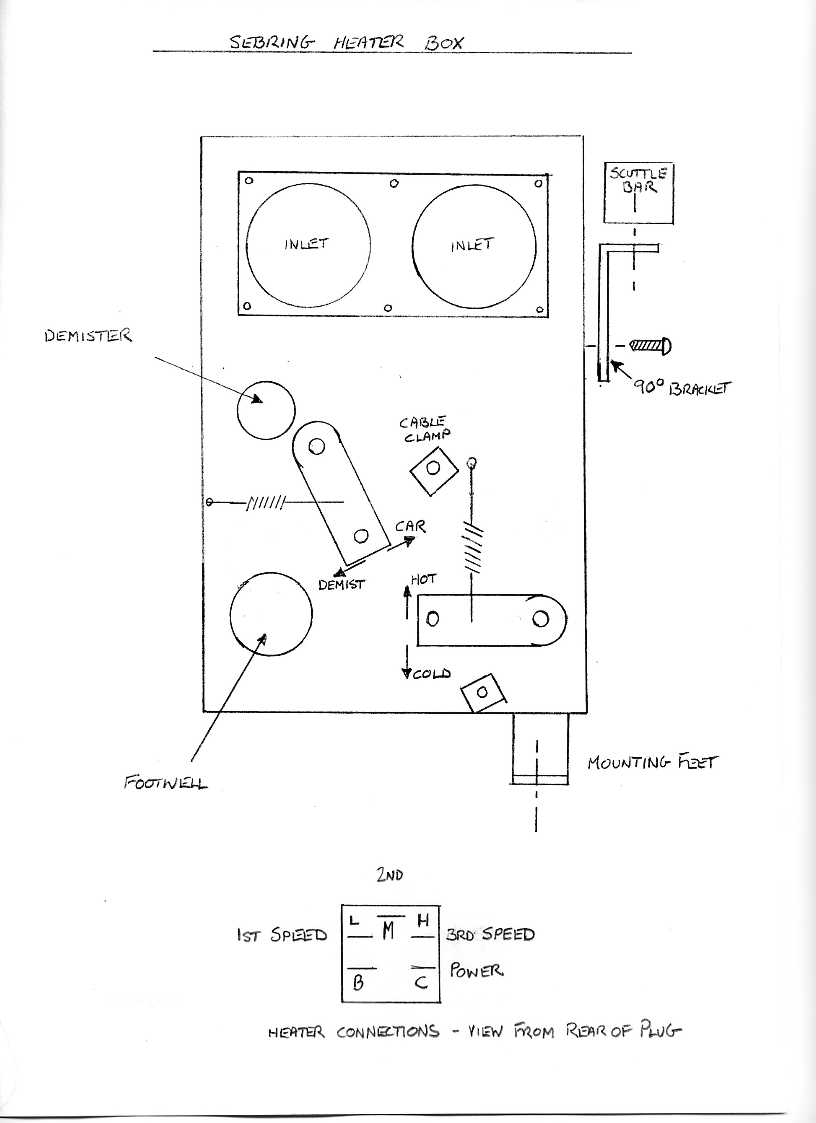 SEBRING HEATER BOX
SCUTTLE
BAR
INLET
INLET
DEMISTER
90° BRACKET
CABLE
CLAMP
CAR
DEMIST
HOT
COLD
MOUNTING FEET
FOOTWELL
2ND
L M H
1ST SPEED
3RD SPEED
POWER
B C
HEATER CONNECTIONS - VIEW FROM REAR OF PLUG